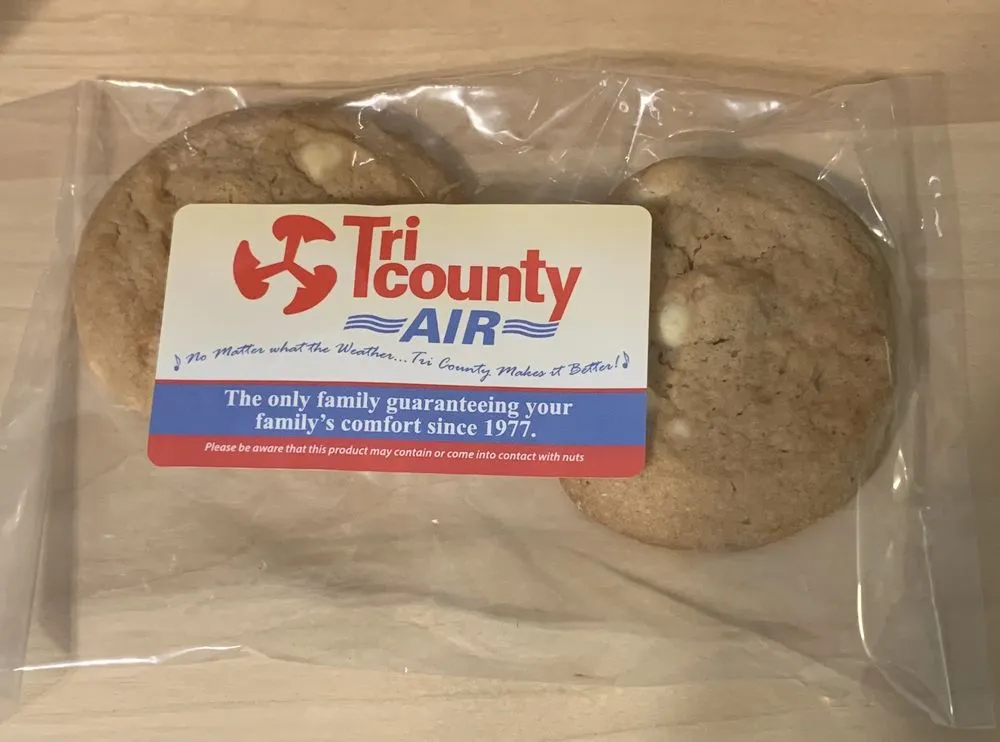 Tri
county
AIR
No Matter what the Weather... Tri County Makes it Better!
The only family guaranteeing your
family's comfort since 1977.
Please be aware that this product may contain or come into contact with nuts